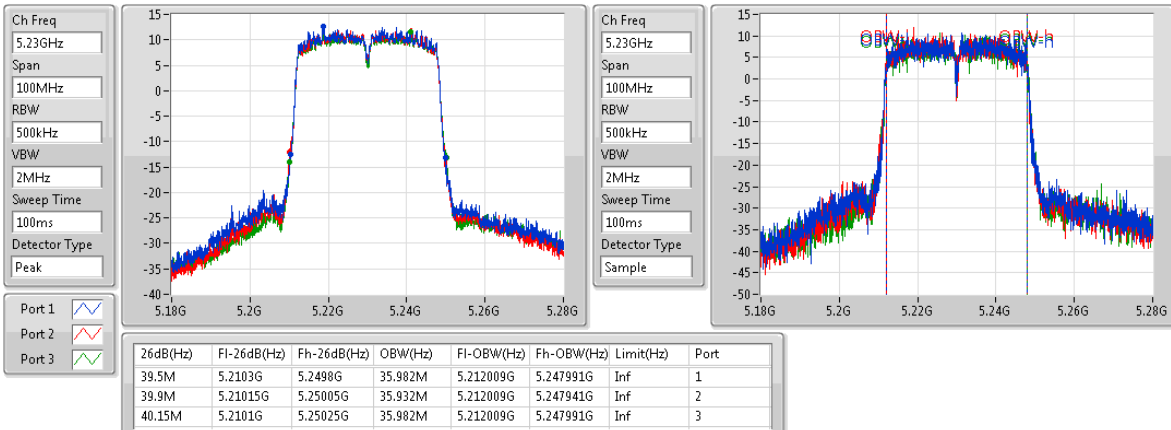 Ch Freq
5.23GHz
Span
100MHz
RBW
500kHz
VBW
2MHz
Sweep Time
100ms
Detector Type
Peak
Port 1
Port 2
Port 3
15
10
5
0
-5
-10
-15
-20
-25
-30
-35
-40
5.18G 5.2G 5.22G 5.24G 5.26G 5.28G
Ch Freq
5.23GHz
Span
100MHz
RBW
500kHz
VBW
2MHz
Sweep Time
100ms
Detector Type
Sample
15
10
5
0
-5
-10
-15
-20
-25
-30
-35
-40
-45
-50
5.18G 5.2G 5.22G 5.24G 5.26G 5.28G
26dB(Hz) Fl-26dB(Hz) Fh-26dB(Hz) OBW(Hz) Fl-OBW(Hz) Fh-OBW(Hz) Limit(Hz) Port
39.5M 5.2103G 5.2498G 35.982M 5.212009G 5.247991G Inf 1
39.9M 5.21015G 5.25005G 35.932M 5.212009G 5.247941G Inf 2
40.15M 5.2101G 5.25025G 35.982M 5.212009G 5.247991G Inf 3